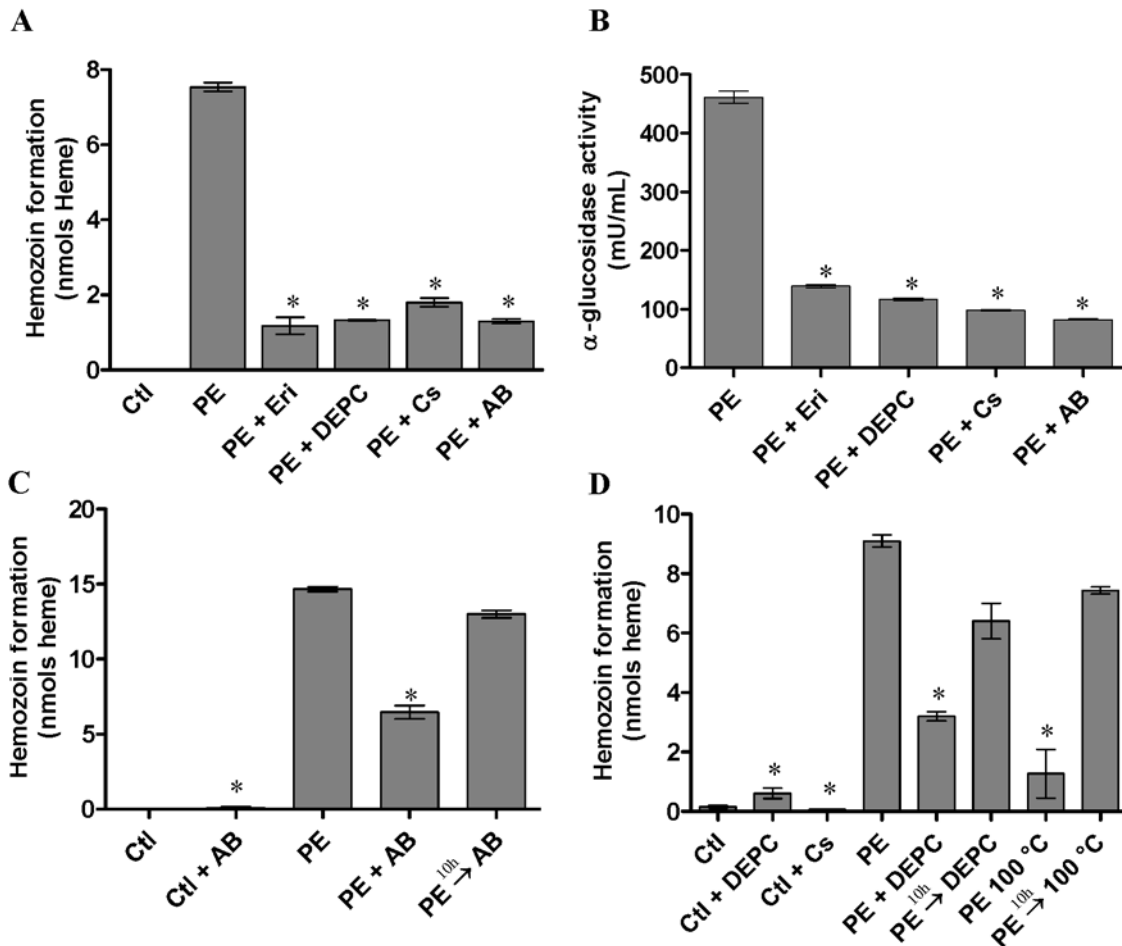 A
Hemozoin formation
(nmols Heme)
8
6
4
2
0
*
*
*
*
Ctl
PE
PE + Eri
PE + DEPC
PE + Cs
PE + AB
B
α-glucosidase activity
(mU/mL)
500
400
300
200
100
0
*
*
*
*
PE
PE + Eri
PE + DEPC
PE + Cs
PE + AB
C
Hemozoin formation
(nmols heme)
20
15
10
5
0
*
*
Ctl
Ctl + AB
PE
PE + AB
PE 10h→ AB
D
Hemozoin formation
(nmols heme)
10
8
6
4
2
0
*
*
*
*
Ctl
Ctl + DEPC
Ctl + Cs
PE
PE + DEPC
PE 10h→ DEPC
PE 100 °C
PE 10h→ 100 °C